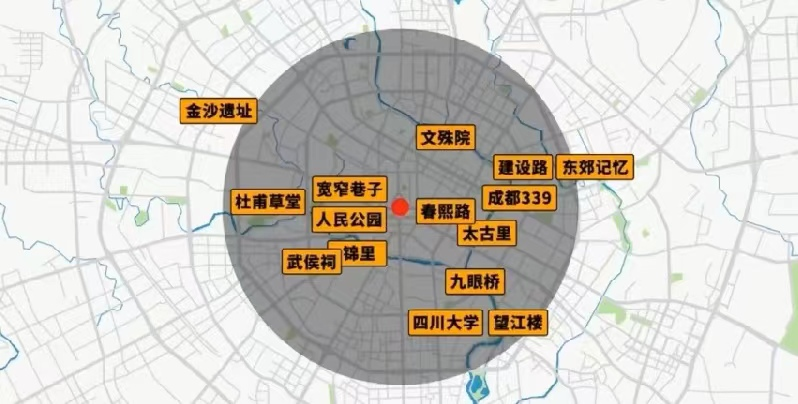 金沙遗址
文殊院
建设路
东郊记忆
宽窄巷子
杜甫草堂
成都339
人民公园
春熙路
太古里
锦里
武侯祠
九眼桥
四川大学
望江楼